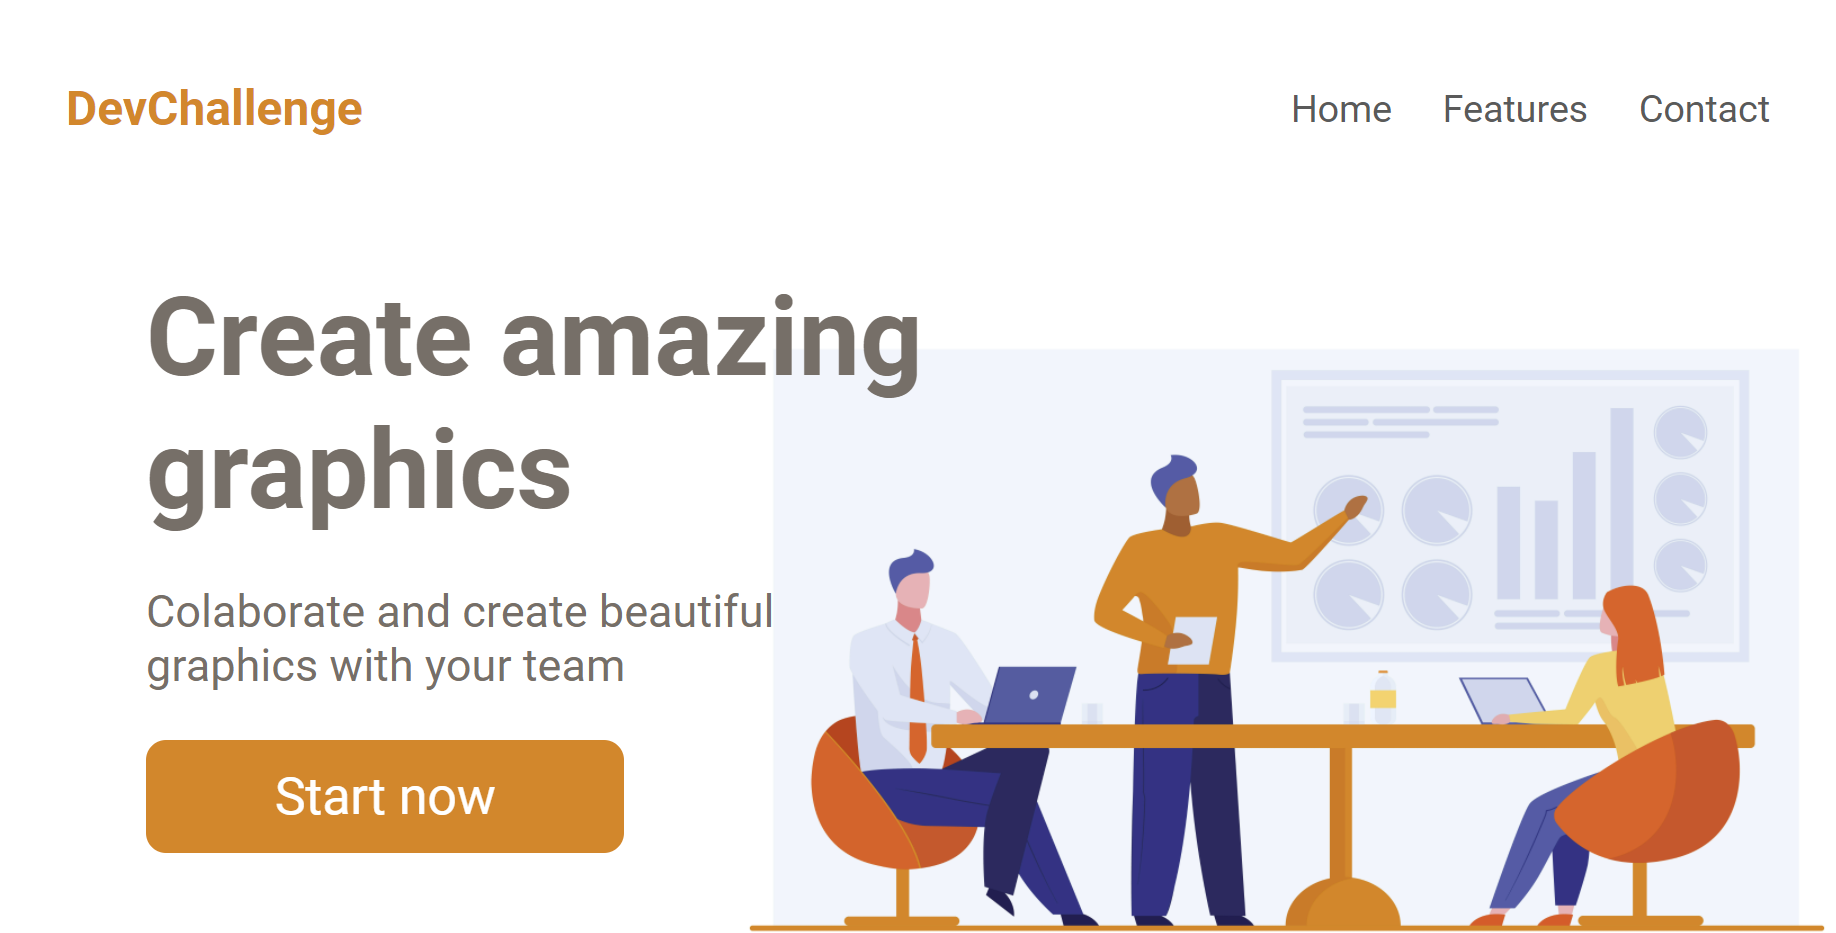 DevChallenge
Home Features Contact
Create amazing
graphics
Colaborate and create beautiful
graphics with your team
Start now